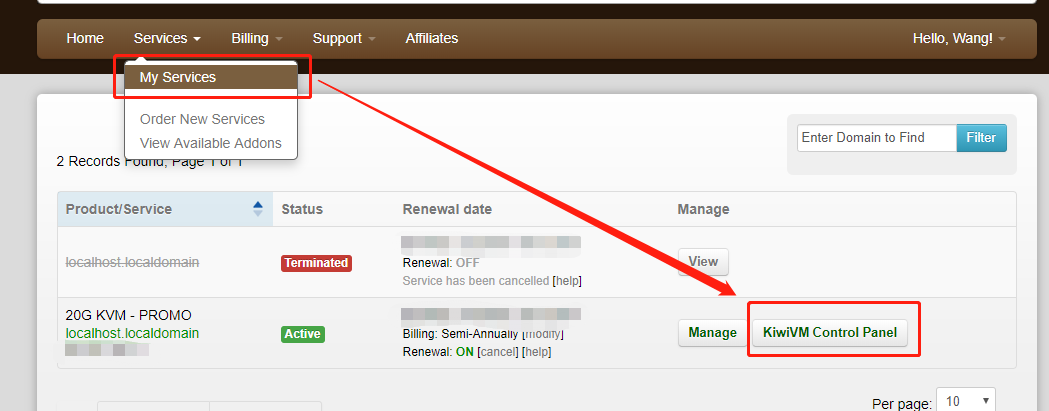 Home Services Billing Support Affiliates Hello, Wang!
My Services
Order New Services
View Available Addons
Enter Domain to Find Filter
2 Records Found, Page 1 of 1
Product/Service Status Renewal date Manage
localhost.localdomain Terminated Renewal: OFF View
Service has been cancelled [help]
20G KVM - PROMO
localhost.localdomain Active Billing: Semi-Annually [modify] Manage KiwiVM Control Panel
Renewal: ON [cancel] [help]
Per page: 10